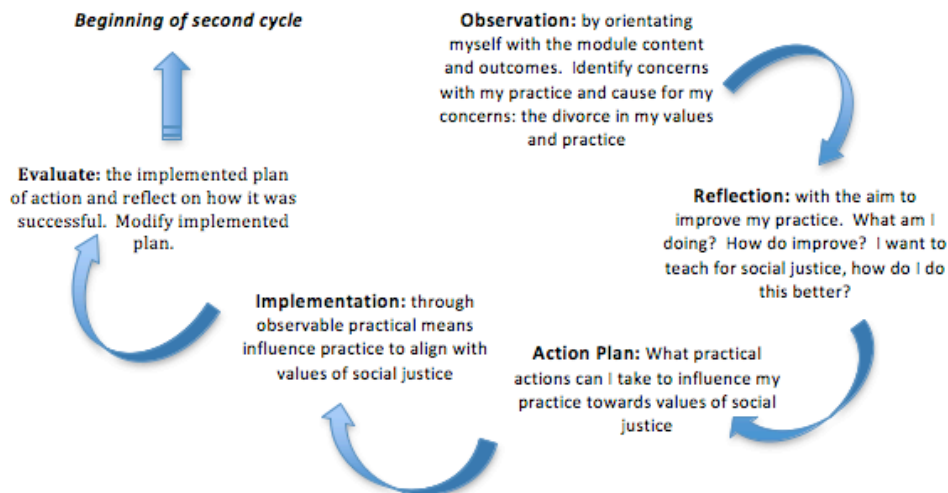 Observation: by orientating
myself with the module content
and outcomes. Identify concerns
with my practice and cause for my
concerns: the divorce in my values
and practice
Reflection: with the aim to
improve my practice. What am I
doing? How do improve? I want to
teach for social justice, how do I do
this better?
Action Plan: What practical
actions can I take to influence my
practice towards values of social
justice
Implementation: through
observable practical means
influence practice to align with
values of social justice
Evaluate: the implemented plan
of action and reflect on how it was
successful. Modify implemented
plan.
Beginning of second cycle